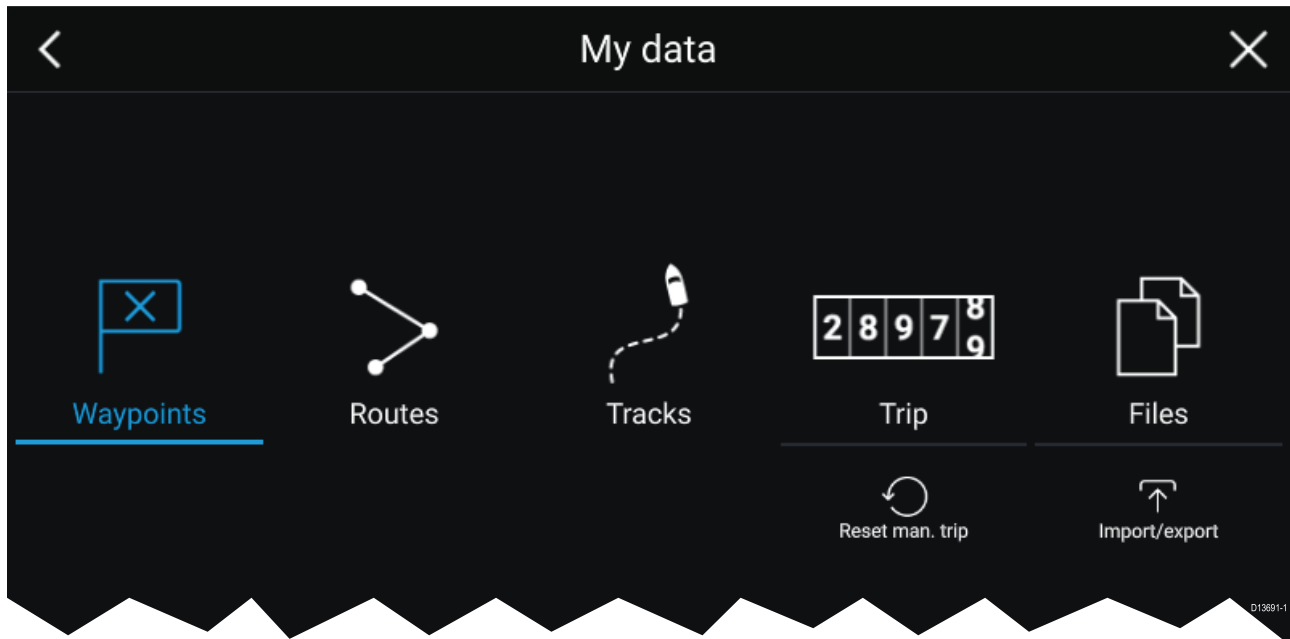 My data
2 8 9 7 8
9
Waypoints Routes Tracks Trip Files
Reset man. trip Import/export
D13691-1